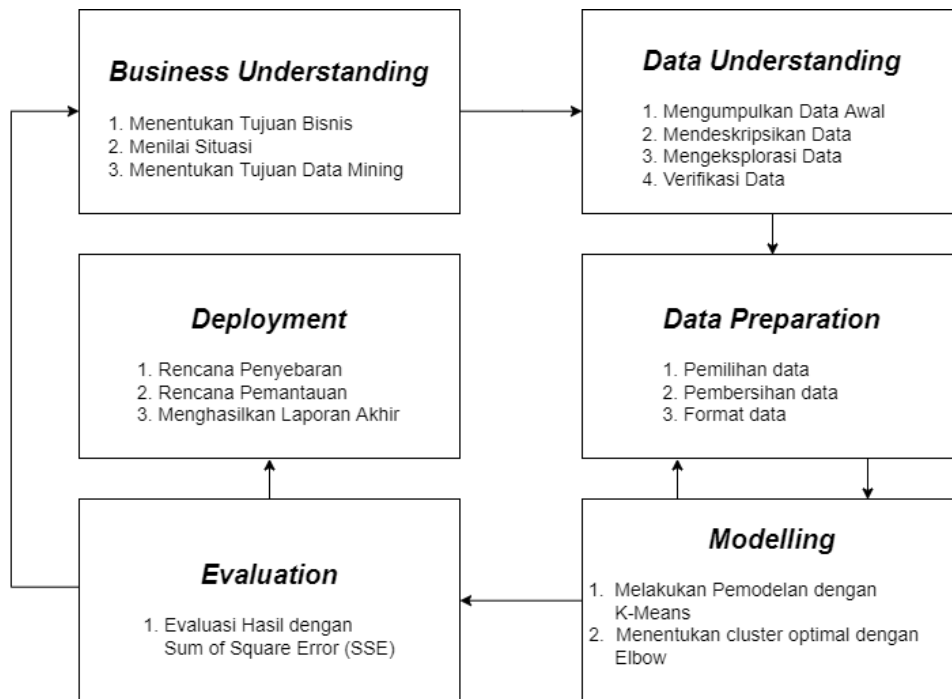 Business Understanding
1. Menentukan Tujuan Bisnis
2. Menilai Situasi
3. Menentukan Tujuan Data Mining
Data Understanding
1. Mengumpulkan Data Awal
2. Mendeskripsikan Data
3. Mengeksplorasi Data
4. Verifikasi Data
Deployment
1. Rencana Penyebaran
2. Rencana Pemantauan
3. Menghasilkan Laporan Akhir
Data Preparation
1. Pemilihan data
2. Pembersihan data
3. Format data
Evaluation
1. Evaluasi Hasil dengan
Sum of Square Error (SSE)
Modelling
1. Melakukan Pemodelan dengan
K-Means
2. Menentukan cluster optimal dengan
Elbow